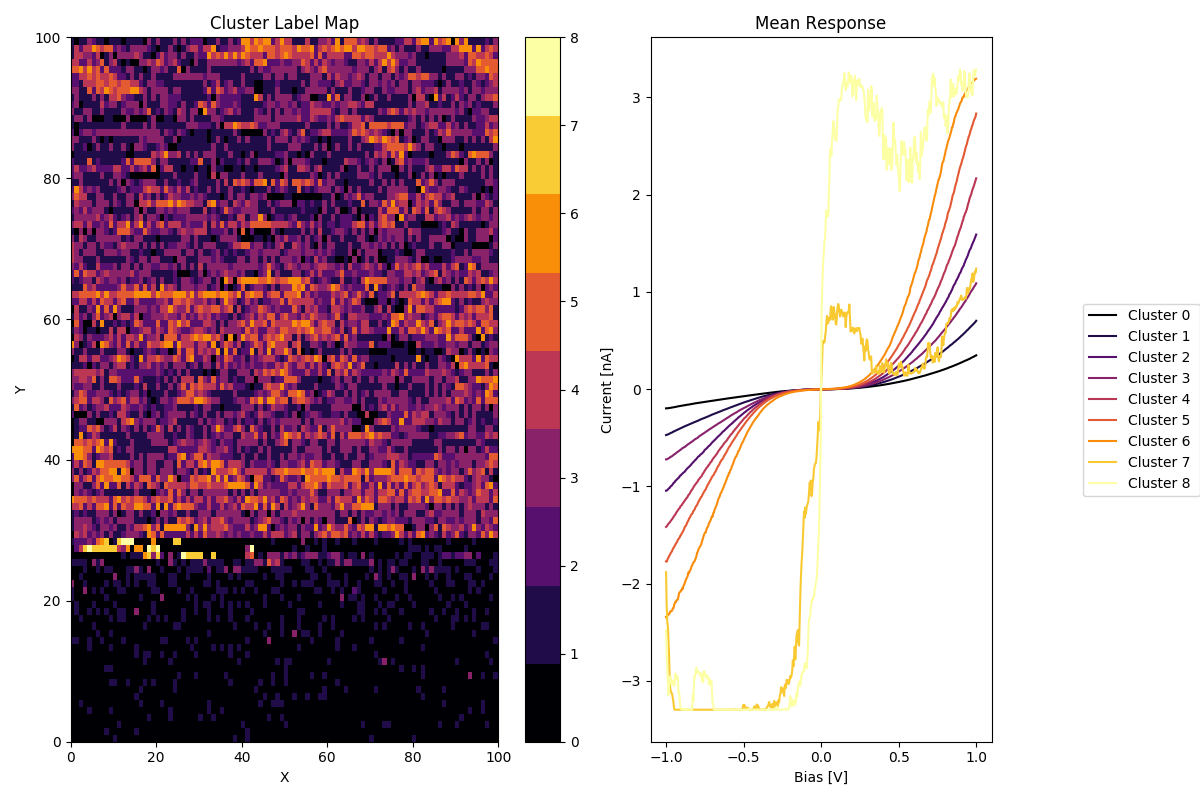 Cluster Label Map
100
80
60
40
20
0
Y
0 20 40 60 80 100
X
8
7
6
5
4
3
2
1
0
Mean Response
3
2
1
0
−1
−2
−3
Current [nA]
−1.0 −0.5 0.0 0.5 1.0
Bias [V]
Cluster 0
Cluster 1
Cluster 2
Cluster 3
Cluster 4
Cluster 5
Cluster 6
Cluster 7
Cluster 8